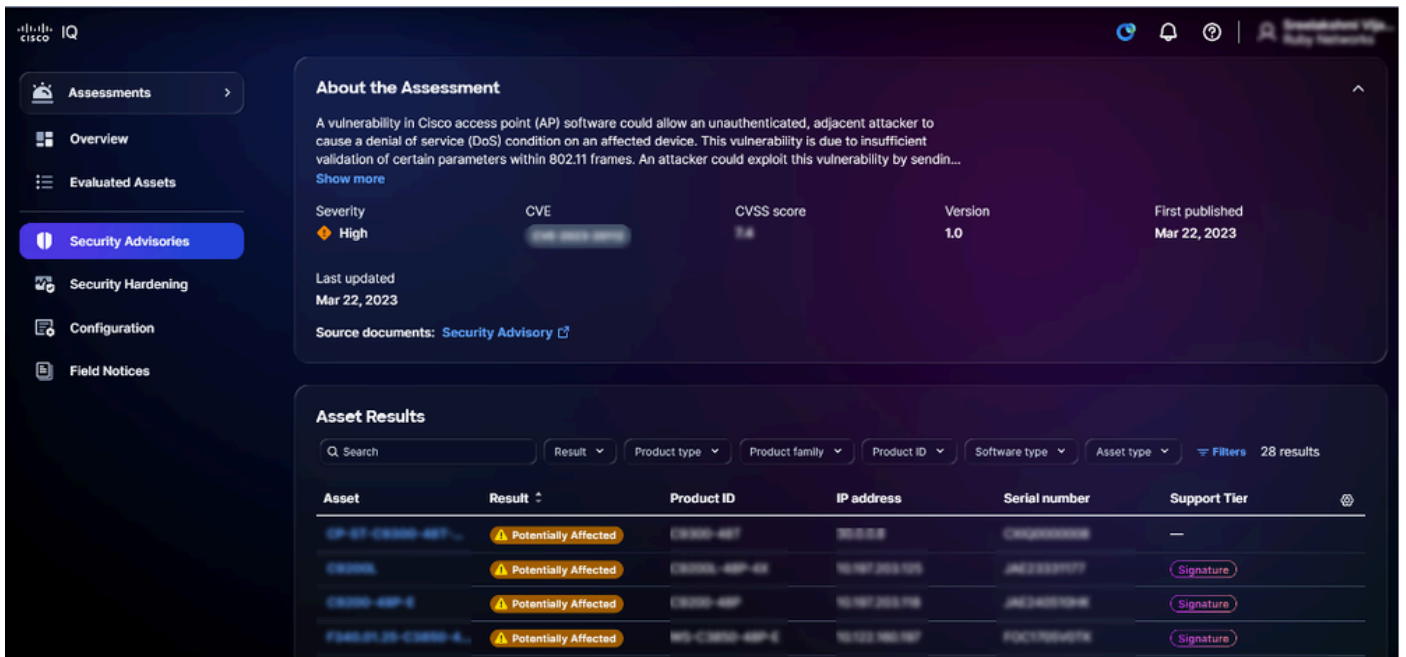 cisco IQ
Assessments
Overview
Evaluated Assets
Security Advisories
Security Hardening
Configuration
Field Notices
About the Assessment
A vulnerability in Cisco access point (AP) software could allow an unauthenticated, adjacent attacker to
cause a denial of service (DoS) condition on an affected device. This vulnerability is due to insufficient
validation of certain parameters within 802.11 frames. An attacker could exploit this vulnerability by sendin...
Show more
Severity CVE CVSS score Version First published
High 1.0 Mar 22, 2023
Last updated
Mar 22, 2023
Source documents: Security Advisory
Asset Results
Search Result Product type Product family Product ID Software type Asset type Filters 28 results
Asset Result Product ID IP address Serial number Support Tier
Potentially Affected —
Potentially Affected Signature
Potentially Affected Signature
Potentially Affected Signature